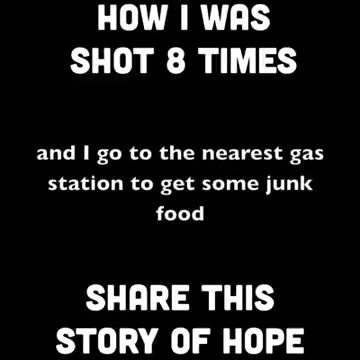 HOW I WAS
SHOT 8 TIMES
and I go to the nearest gas
station to get some junk
food
SHARE THIS
STORY OF HOPE